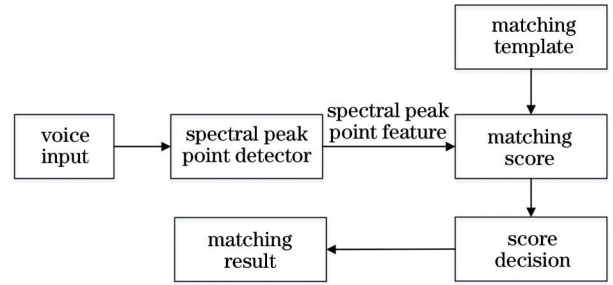 matching
template
voice
input
spectral peak
point detector
spectral peak
point feature
matching
score
matching
result
score
decision